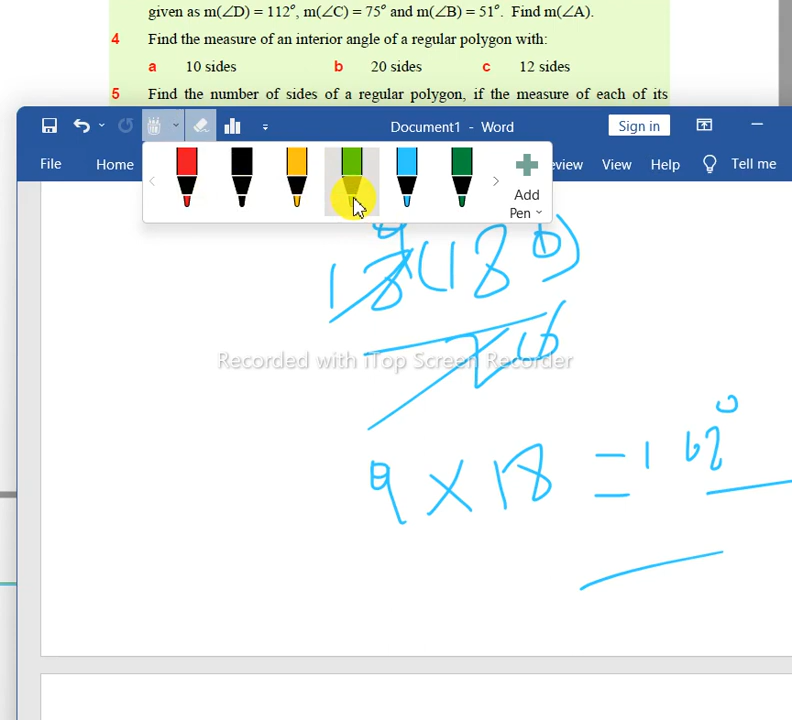 given as m(∠D) = 112°, m(∠C) = 75° and m(∠B) = 51°. Find m(∠A).
4 Find the measure of an interior angle of a regular polygon with:
a 10 sides b 20 sides c 12 sides
5 Find the number of sides of a regular polygon, if the measure of each of its
Document1 - Word Sign in
File Home eview View Help Tell me
Add
Pen
9
18(180)
Recorded with iTop Screen Recorder
9 × 18 = 162°